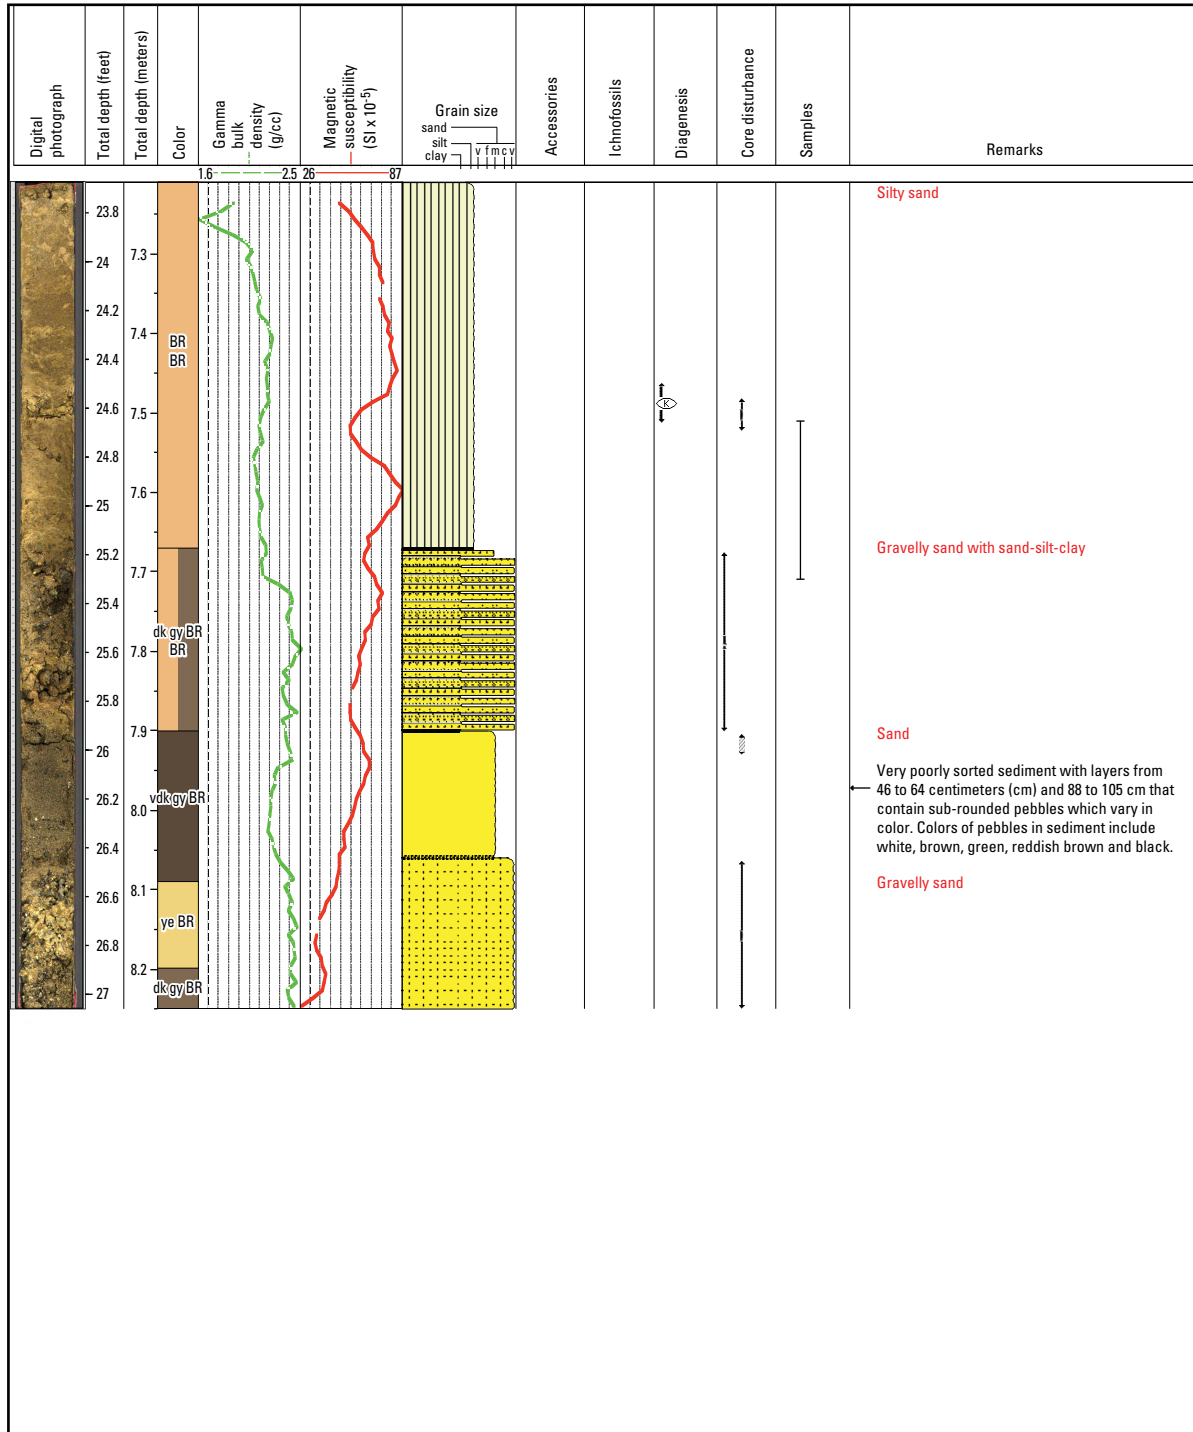 Digital
photograph
Total depth (feet)
Total depth (meters)
Color
Gamma
bulk
density
(g/cc)
Magnetic
susceptibility
(SI x 10-5)
Grain size
sand
silt
v f m c v
clay
Accessories
Ichnofossils
Diagenesis
Core disturbance
Samples
Remarks
1.6 2.5 26 87
Silty sand
23.8
7.3
24
24.2
7.4
BR
BR
24.4
K
24.6
7.5
24.8
7.6
25
Gravelly sand with sand-silt-clay
25.2
7.7
25.4
dk gy BR
BR
7.8
25.6
25.8
7.9
Sand
26
Very poorly sorted sediment with layers from
46 to 64 centimeters (cm) and 88 to 105 cm that
contain sub-rounded pebbles which vary in
color. Colors of pebbles in sediment include
white, brown, green, reddish brown and black.
vdk gy BR
26.2
8.0
26.4
Gravelly sand
8.1
26.6
ye BR
26.8
8.2
dk gy BR
27